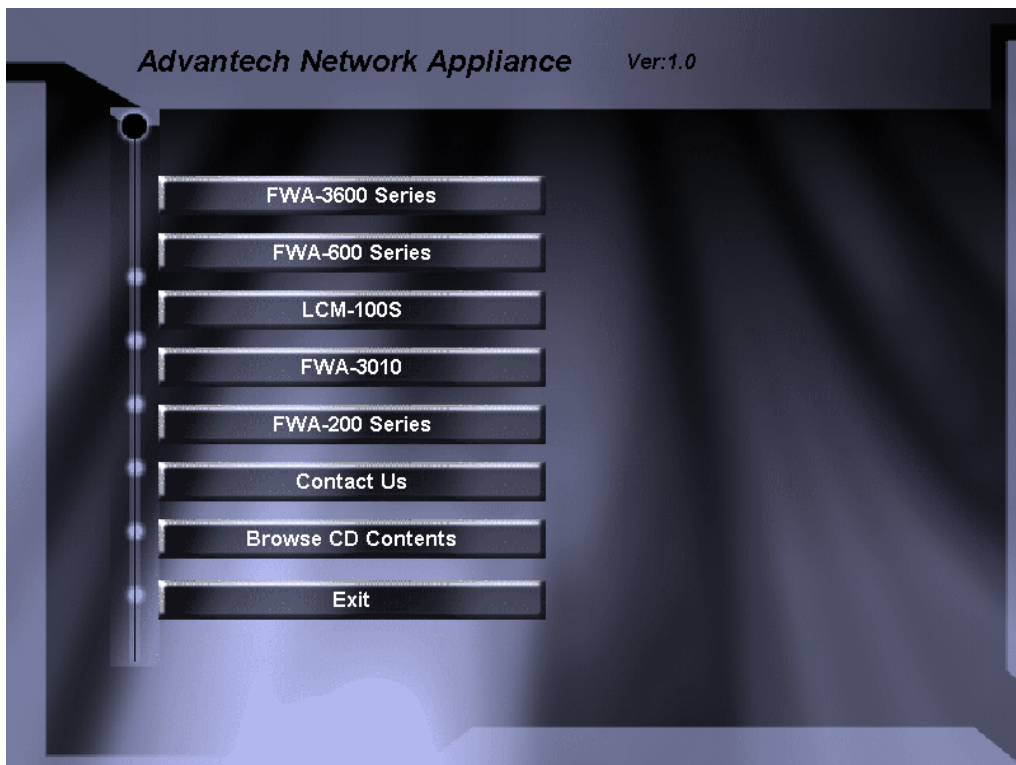 Advantech Network Appliance Ver:1.0
FWA-3600 Series
FWA-600 Series
LCM-100S
FWA-3010
FWA-200 Series
Contact Us
Browse CD Contents
Exit